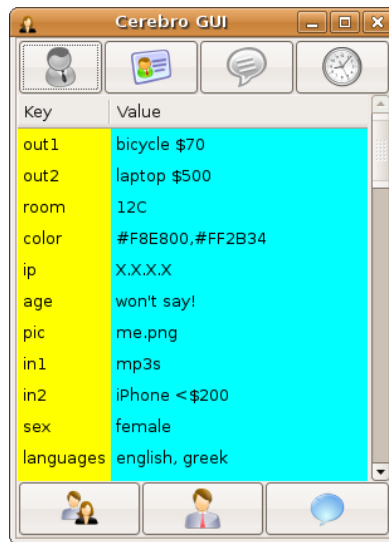 Cerebro GUI
Key Value
out1 bicycle $70
out2 laptop $500
room 12C
color #F8E800,#FF2B34
ip X.X.X.X
age won't say!
pic me.png
in1 mp3s
in2 iPhone <$200
sex female
languages english, greek